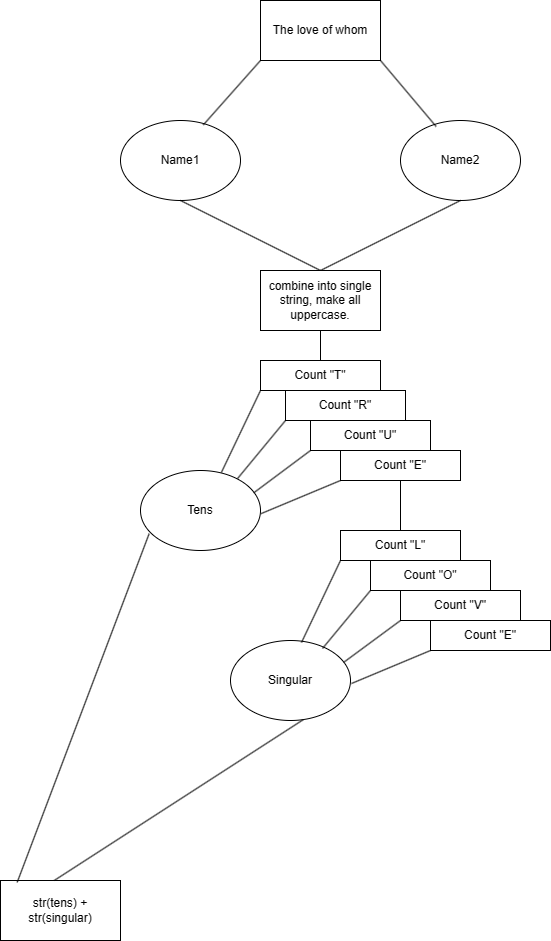 The love of whom
Name1
Name2
combine into single
string, make all
uppercase.
Count "T"
Count "R"
Count "U"
Count "E"
Tens
Count "L"
Count "O"
Count "V"
Count "E"
Singular
str(tens) +
str(singular)